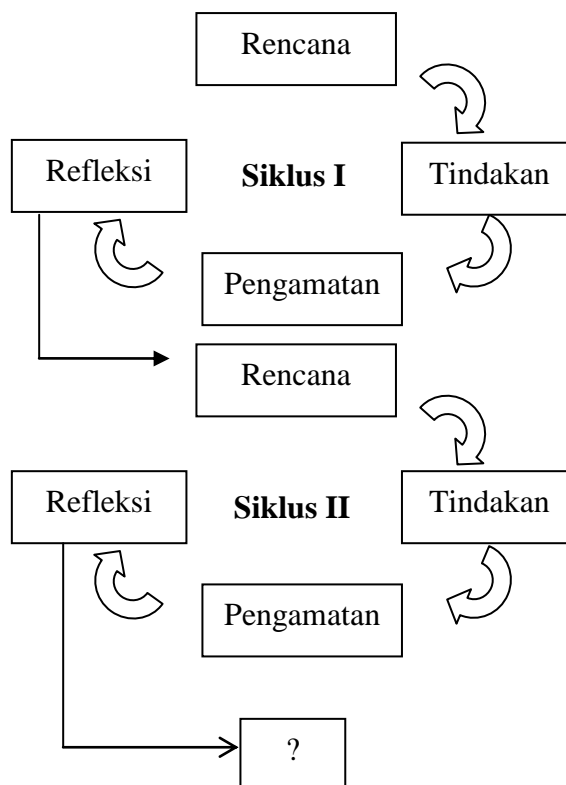 Rencana
Refleksi
Siklus I
Tindakan
Pengamatan
Rencana
Refleksi
Siklus II
Tindakan
Pengamatan
?